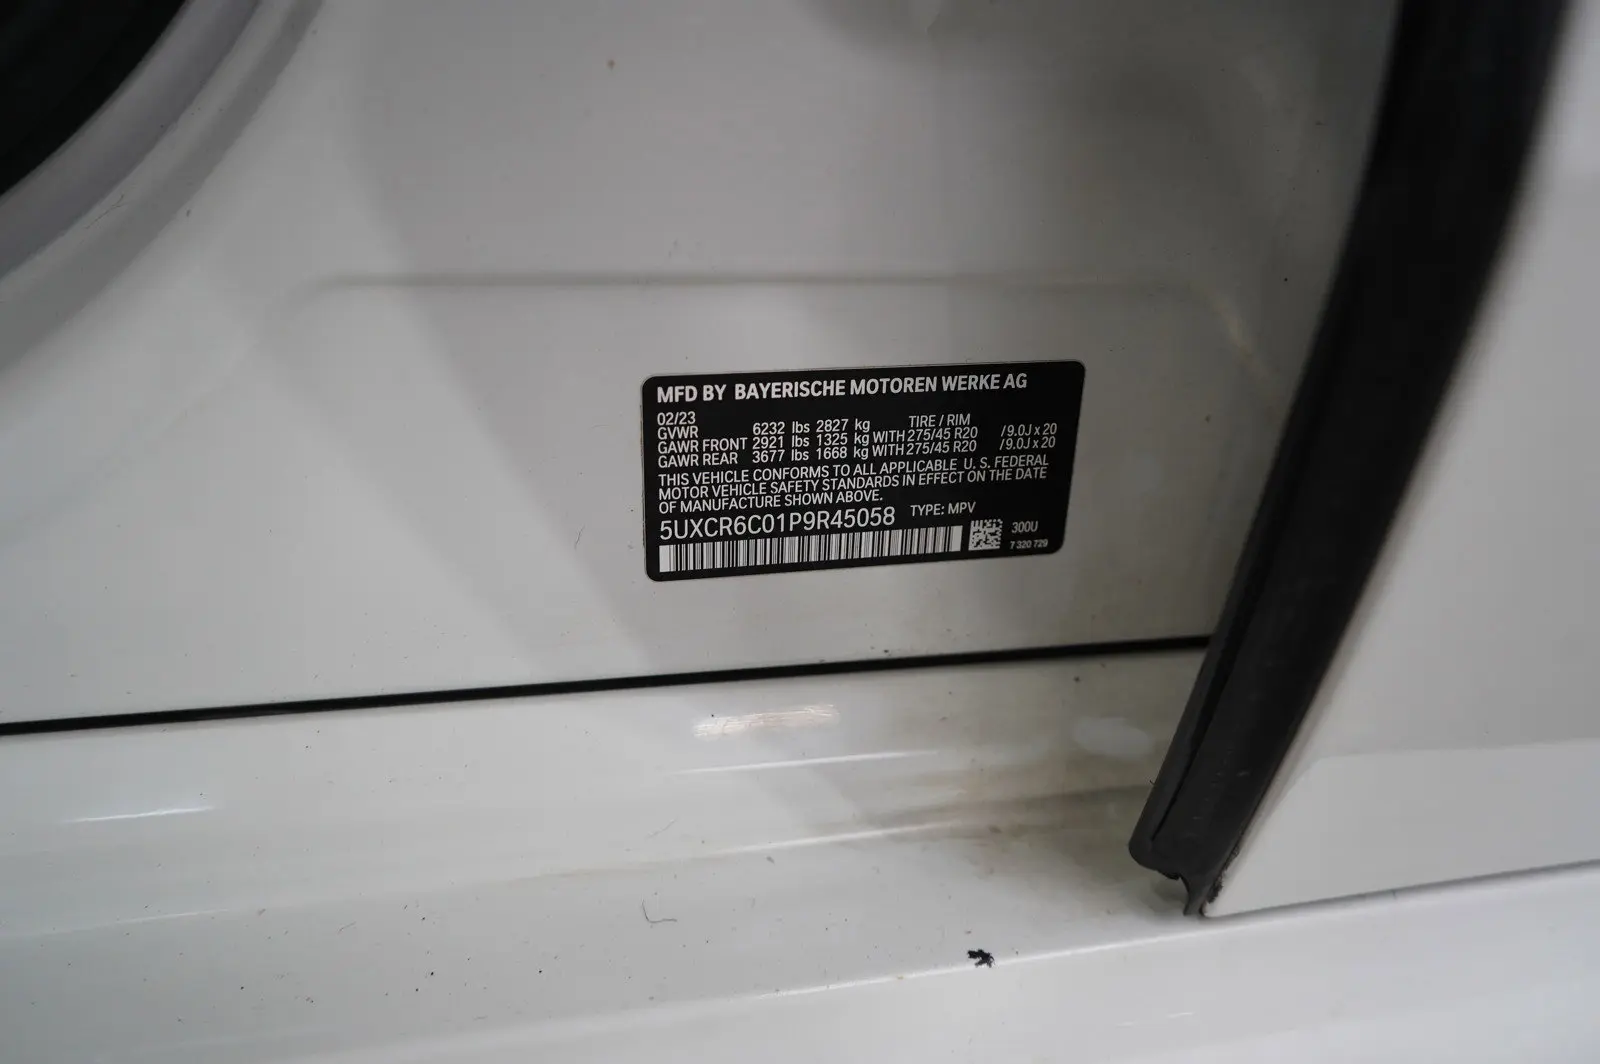 MFD BY BAYERISCHE MOTOREN WERKE AG
02/23 TIRE / RIM
GVWR 6232 lbs 2827 kg
GAWR FRONT 2921 lbs 1325 kg WITH 275/45 R20 /9.0J x 20
GAWR REAR 3677 lbs 1668 kg WITH 275/45 R20 /9.0J x 20
THIS VEHICLE CONFORMS TO ALL APPLICABLE U. S. FEDERAL
MOTOR VEHICLE SAFETY STANDARDS IN EFFECT ON THE DATE
OF MANUFACTURE SHOWN ABOVE.
5UXCR6C01P9R45058 TYPE: MPV
300U
7 320 729